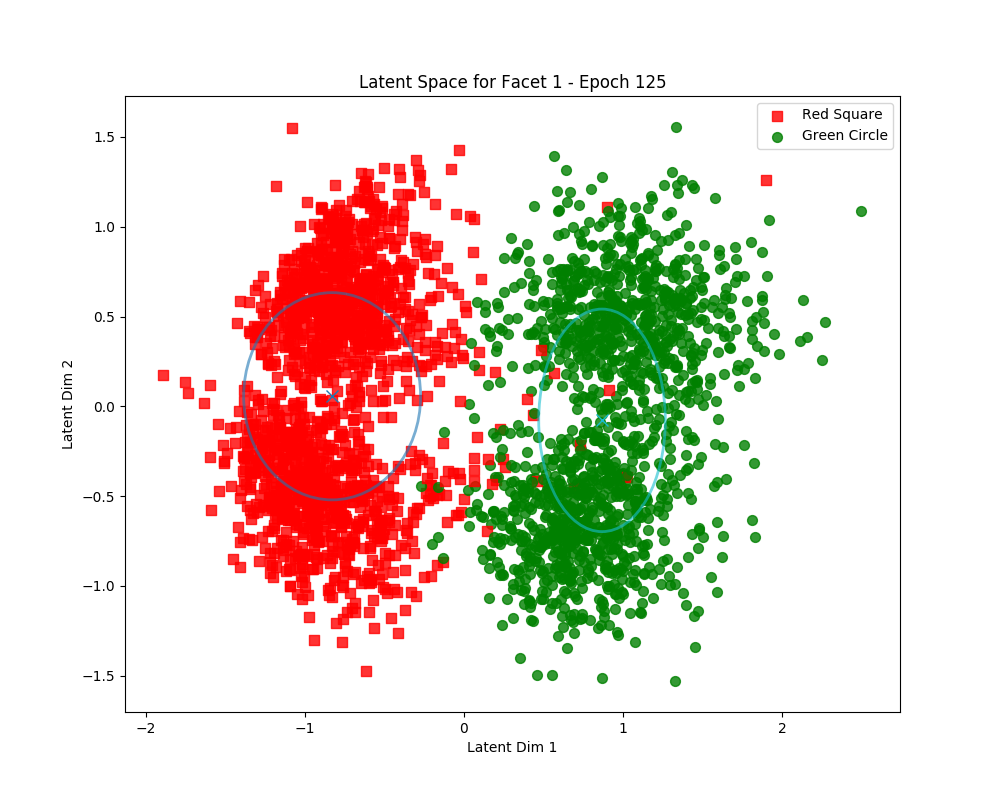 Latent Space for Facet 1 - Epoch 125
Red Square
Green Circle
1.5
1.0
0.5
0.0
−0.5
−1.0
−1.5
Latent Dim 2
−2
−1
0
1
2
Latent Dim 1